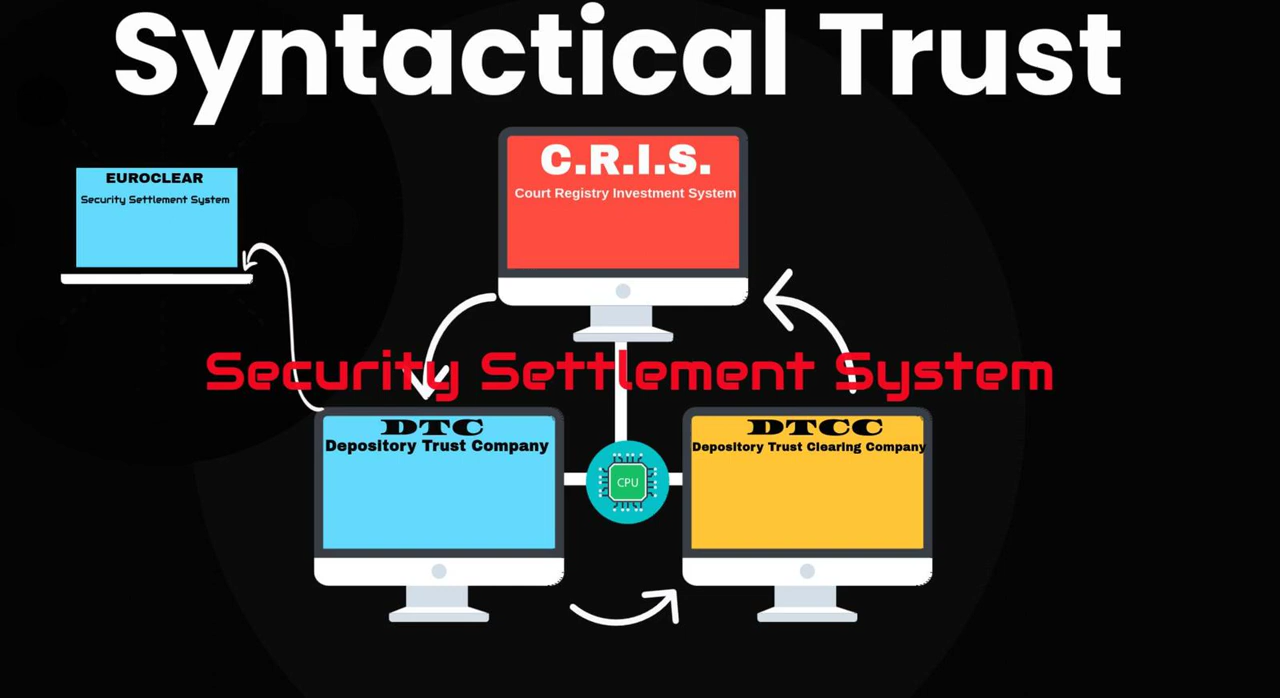 Syntactical Trust
EUROCLEAR
Security Settlement System
C.R.I.S.
Court Registry Investment System
Security Settlement System
DTC
Depository Trust Company
CPU
DTCC
Depository Trust Clearing Company